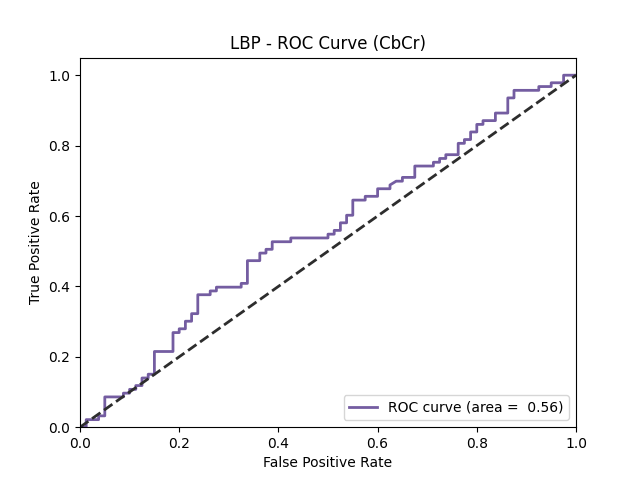 LBP - ROC Curve (CbCr)
True Positive Rate
1.0
0.8
0.6
0.4
0.2
0.0
0.0 0.2 0.4 0.6 0.8 1.0
False Positive Rate
ROC curve (area =  0.56)